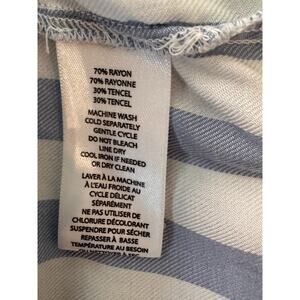 70% RAYON
70% RAYONNE
30% TENCEL
30% TENCEL
MACHINE WASH
COLD SEPARATELY
GENTLE CYCLE
DO NOT BLEACH
LINE DRY
COOL IRON IF NEEDED
OR DRY CLEAN
LAVER À LA MACHINE
À L'EAU FROIDE AU
CYCLE DÉLICAT
SÉPARÉMENT
NE PAS UTILISER DE
CHLORURE DÉCOLORANT
SUSPENDRE POUR SÉCHER
REPASSER À BASSE
TEMPÉRATURE AU BESOIN